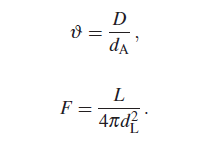 ϑ = D / d_A ,
F = L / 4πd_L^2 .